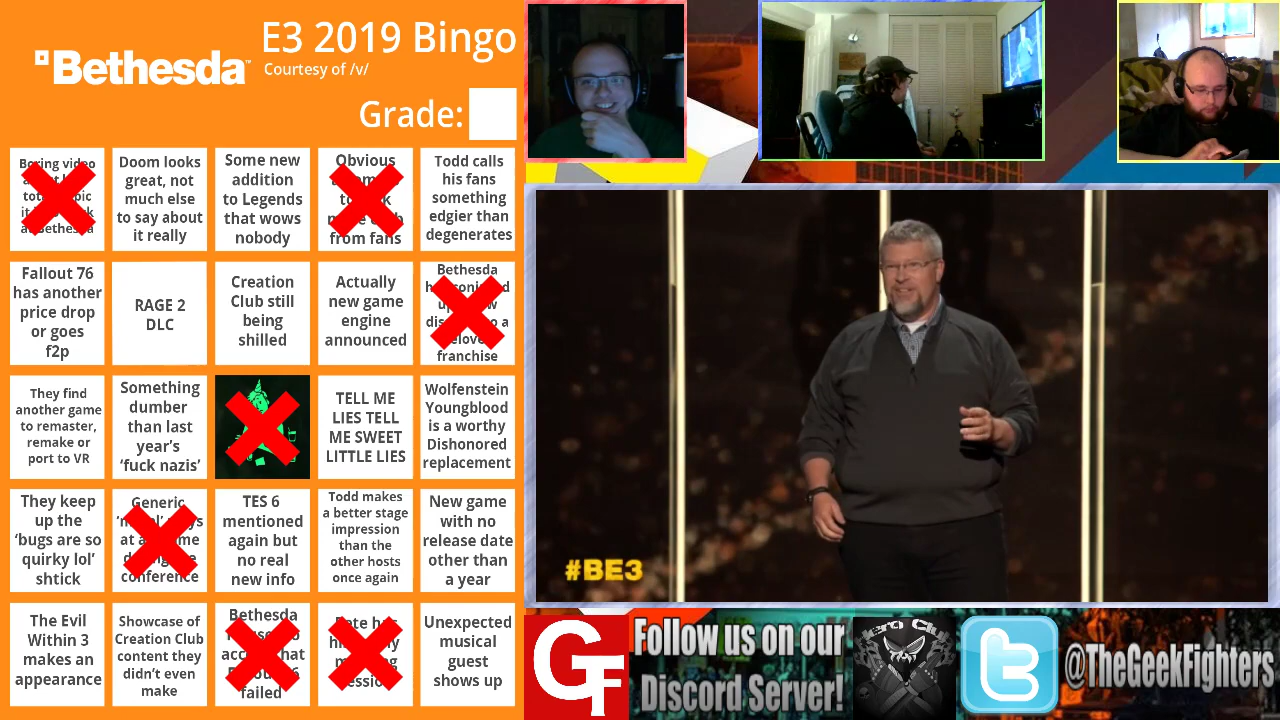 Bethesda
E3 2019 Bingo
Courtesy of /v/
Grade:
Boring video
Doom looks
great, not
much else
to say about
it really
Some new
addition
to Legends
that wows
nobody
Obvious
from fans
Todd calls
his fans
something
edgier than
degenerates
Fallout 76
has another
price drop
or goes
f2p
RAGE 2
DLC
Creation
Club still
being
shilled
Actually
new game
engine
announced
Bethesda
franchise
They find
another game
to remaster,
remake or
port to VR
Something
dumber
than last
year's
'fuck nazis'
TELL ME
LIES TELL
ME SWEET
LITTLE LIES
Wolfenstein
Youngblood
is a worthy
Dishonored
replacement
They keep
up the
'bugs are so
quirky lol'
shtick
Generic
conference
TES 6
mentioned
again but
no real
new info
Todd makes
a better stage
impression
than the
other hosts
once again
New game
with no
release date
other than
a year
The Evil
Within 3
makes an
appearance
Showcase of
Creation Club
content they
didn't even
make
Bethesda
failed
Unexpected
musical
guest
shows up
#BE3
GF
Follow us on our
Discord Server!
@TheGeekFighters